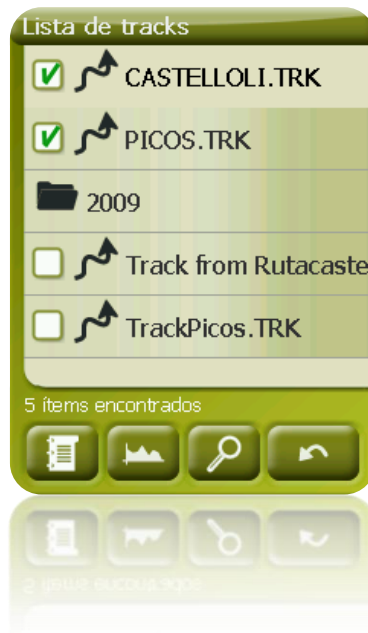 Lista de tracks
CASTELLOLI.TRK
PICOS.TRK
2009
Track from Rutacaste
TrackPicos.TRK
5 ítems encontrados